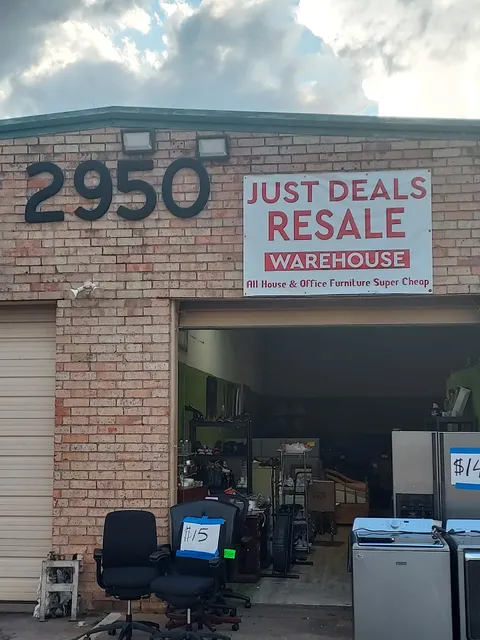 2950
JUST DEALS
RESALE
WAREHOUSE
All House & Office Furniture Super Cheap
$15